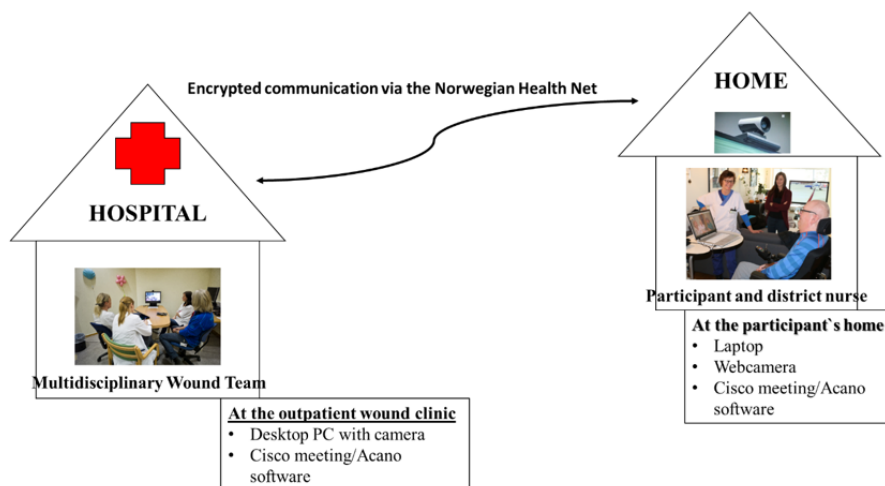 Encrypted communication via the Norwegian Health Net
HOSPITAL
Multidisciplinary Wound Team
At the outpatient wound clinic
• Desktop PC with camera
• Cisco meeting/Acano
software
HOME
Participant and district nurse
At the participant`s home
• Laptop
• Webcamera
• Cisco meeting/Acano
software